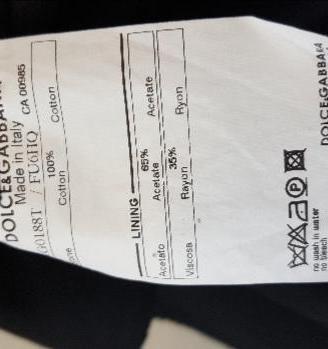 DOLCE&GABBANA
Made in Italy CA 00985
G0188T / FU6HQ
100%
Cotton Cotton
LINING
65%
Acetato Acetate Acetate
35%
Viscosa Rayon Ryon
no wash in water
no bleach
DOLCE&GABBANA